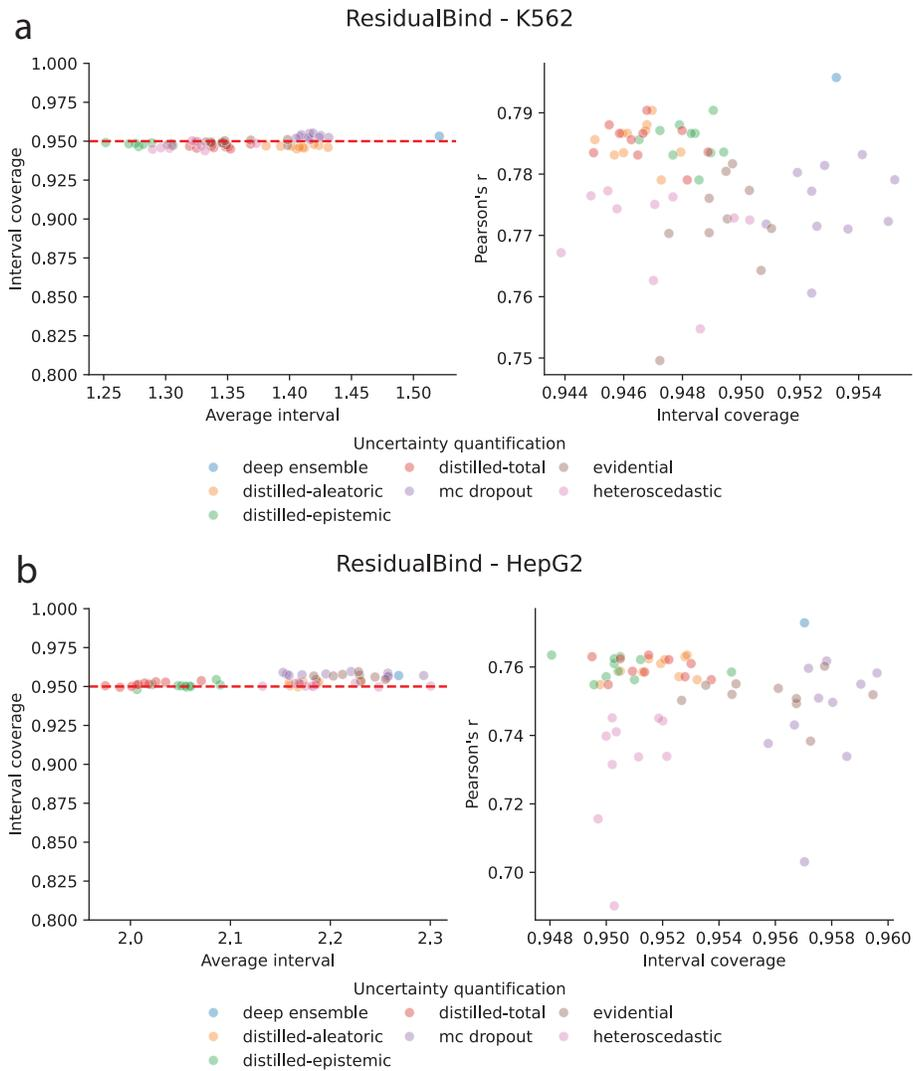 a
ResidualBind - K562
1.000
0.975
0.950
0.925
0.900
0.875
0.850
0.825
0.800
Interval coverage
1.25 1.30 1.35 1.40 1.45 1.50
Average interval
0.79
0.78
0.77
0.76
0.75
Pearson's r
0.944 0.946 0.948 0.950 0.952 0.954
Interval coverage
Uncertainty quantification
deep ensemble distilled-total evidential
distilled-aleatoric mc dropout heteroscedastic
distilled-epistemic
b
ResidualBind - HepG2
1.000
0.975
0.950
0.925
0.900
0.875
0.850
0.825
0.800
Interval coverage
2.0 2.1 2.2 2.3
Average interval
0.76
0.74
0.72
0.70
Pearson's r
0.948 0.950 0.952 0.954 0.956 0.958 0.960
Interval coverage
Uncertainty quantification
deep ensemble distilled-total evidential
distilled-aleatoric mc dropout heteroscedastic
distilled-epistemic